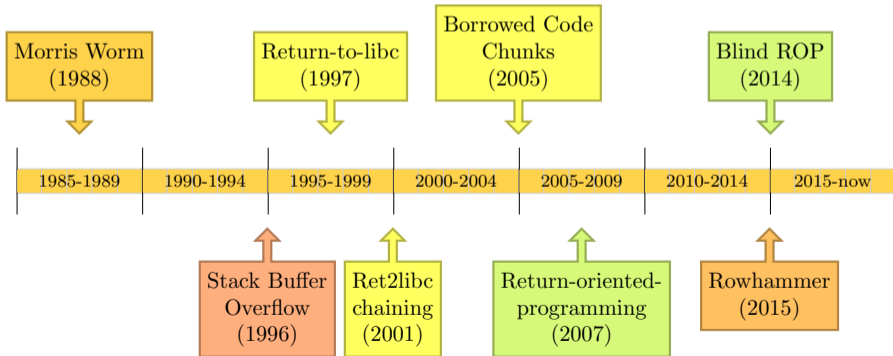 Morris Worm
(1988)
Return-to-libc
(1997)
Borrowed Code
Chunks
(2005)
Blind ROP
(2014)
1985-1989
1990-1994
1995-1999
2000-2004
2005-2009
2010-2014
2015-now
Stack Buffer
Overflow
(1996)
Ret2libc
chaining
(2001)
Return-oriented-
programming
(2007)
Rowhammer
(2015)